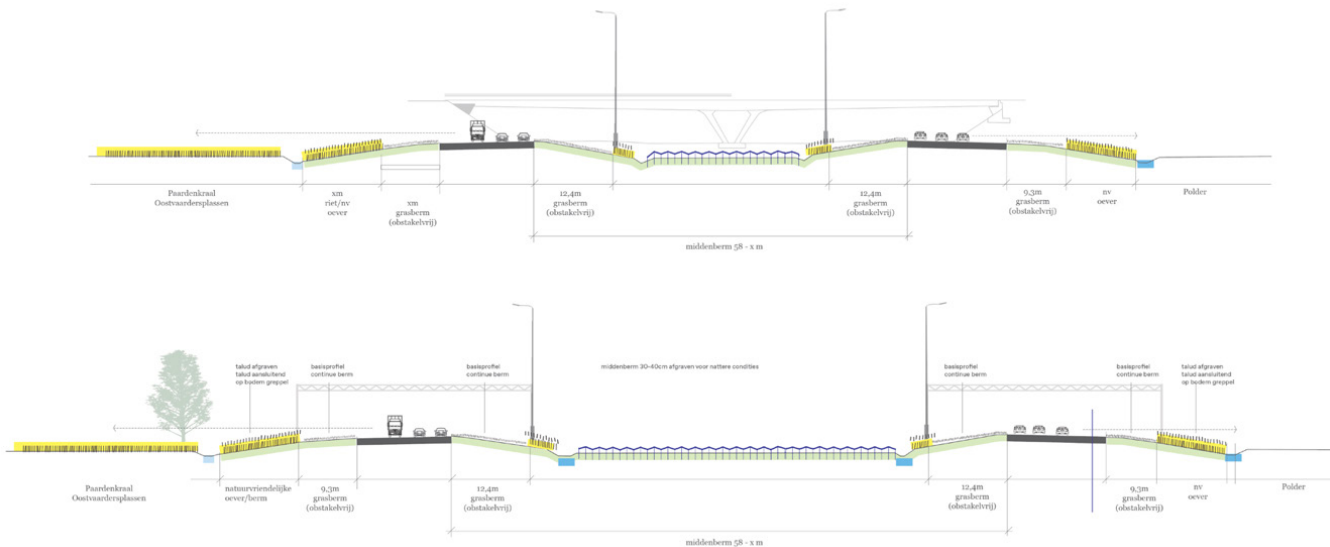 Paardenkraal
Oostvaardersplassen
xm
riet/nv
oever
xm
grasberm
(obstakelvrij)
12,4m
grasberm
(obstakelvrij)
12,4m
grasberm
(obstakelvrij)
9,3m
grasberm
(obstakelvrij)
nv
oever
Polder
middenberm 58 - x m
talud afgraven
talud aansluitend
op bodem greppel
basisprofiel
continue berm
basisprofiel
continue berm
middenberm 30-40cm afgraven voor nattere condities
basisprofiel
continue berm
basisprofiel
continue berm
talud afgraven
talud aansluitend
op bodem greppel
Paardenkraal
Oostvaardersplassen
natuurvriendelijke
oever/berm
9,3m
grasberm
(obstakelvrij)
12,4m
grasberm
(obstakelvrij)
12,4m
grasberm
(obstakelvrij)
9,3m
grasberm
(obstakelvrij)
nv
oever
Polder
middenberm 58 - x m